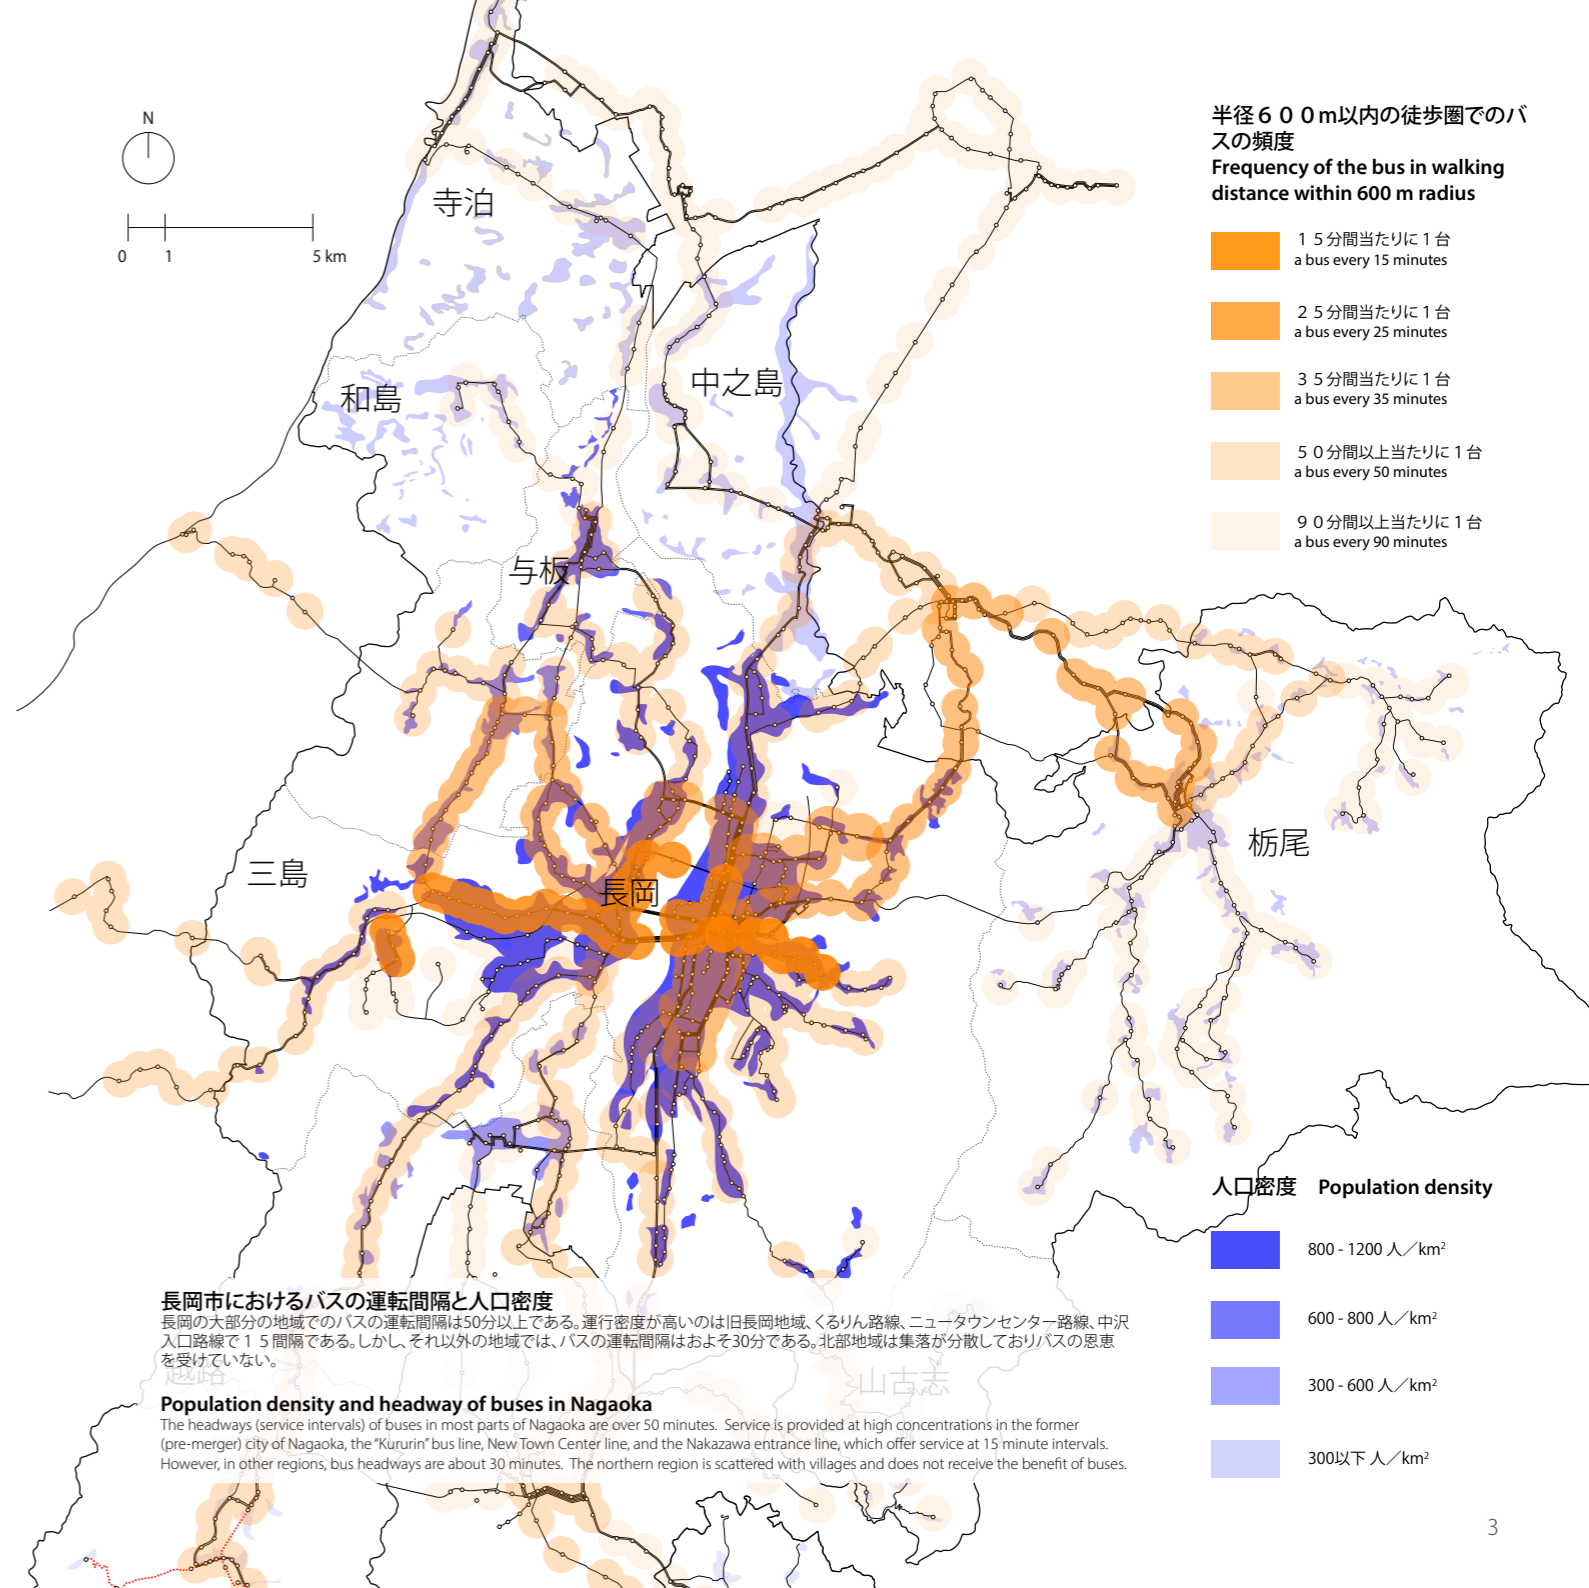 N
0 1 5 km
寺泊
和島
中之島
与板
三島
長岡
栃尾
越路
山古志
半径６００m以内の徒歩圏でのバ
スの頻度
Frequency of the bus in walking
distance within 600 m radius
１５分間当たりに１台
a bus every 15 minutes
２５分間当たりに１台
a bus every 25 minutes
３５分間当たりに１台
a bus every 35 minutes
５０分間以上当たりに１台
a bus every 50 minutes
９０分間以上当たりに１台
a bus every 90 minutes
人口密度 Population density
800 - 1200 人／km²
600 - 800 人／km²
300 - 600 人／km²
300以下 人／km²
長岡市におけるバスの運転間隔と人口密度
長岡の大部分の地域でのバスの運転間隔は50分以上である。運行密度が高いのは旧長岡地域、くるりん路線、ニュータウンセンター路線、中沢
入口路線で１５間隔である。しかし、それ以外の地域では、バスの運転間隔はおよそ30分である。北部地域は集落が分散しておりバスの恩恵
を受けていない。
Population density and headway of buses in Nagaoka
The headways (service intervals) of buses in most parts of Nagaoka are over 50 minutes. Service is provided at high concentrations in the former
(pre-merger) city of Nagaoka, the “Kururin” bus line, New Town Center line, and the Nakazawa entrance line, which offer service at 15 minute intervals.
However, in other regions, bus headways are about 30 minutes. The northern region is scattered with villages and does not receive the benefit of buses.
3